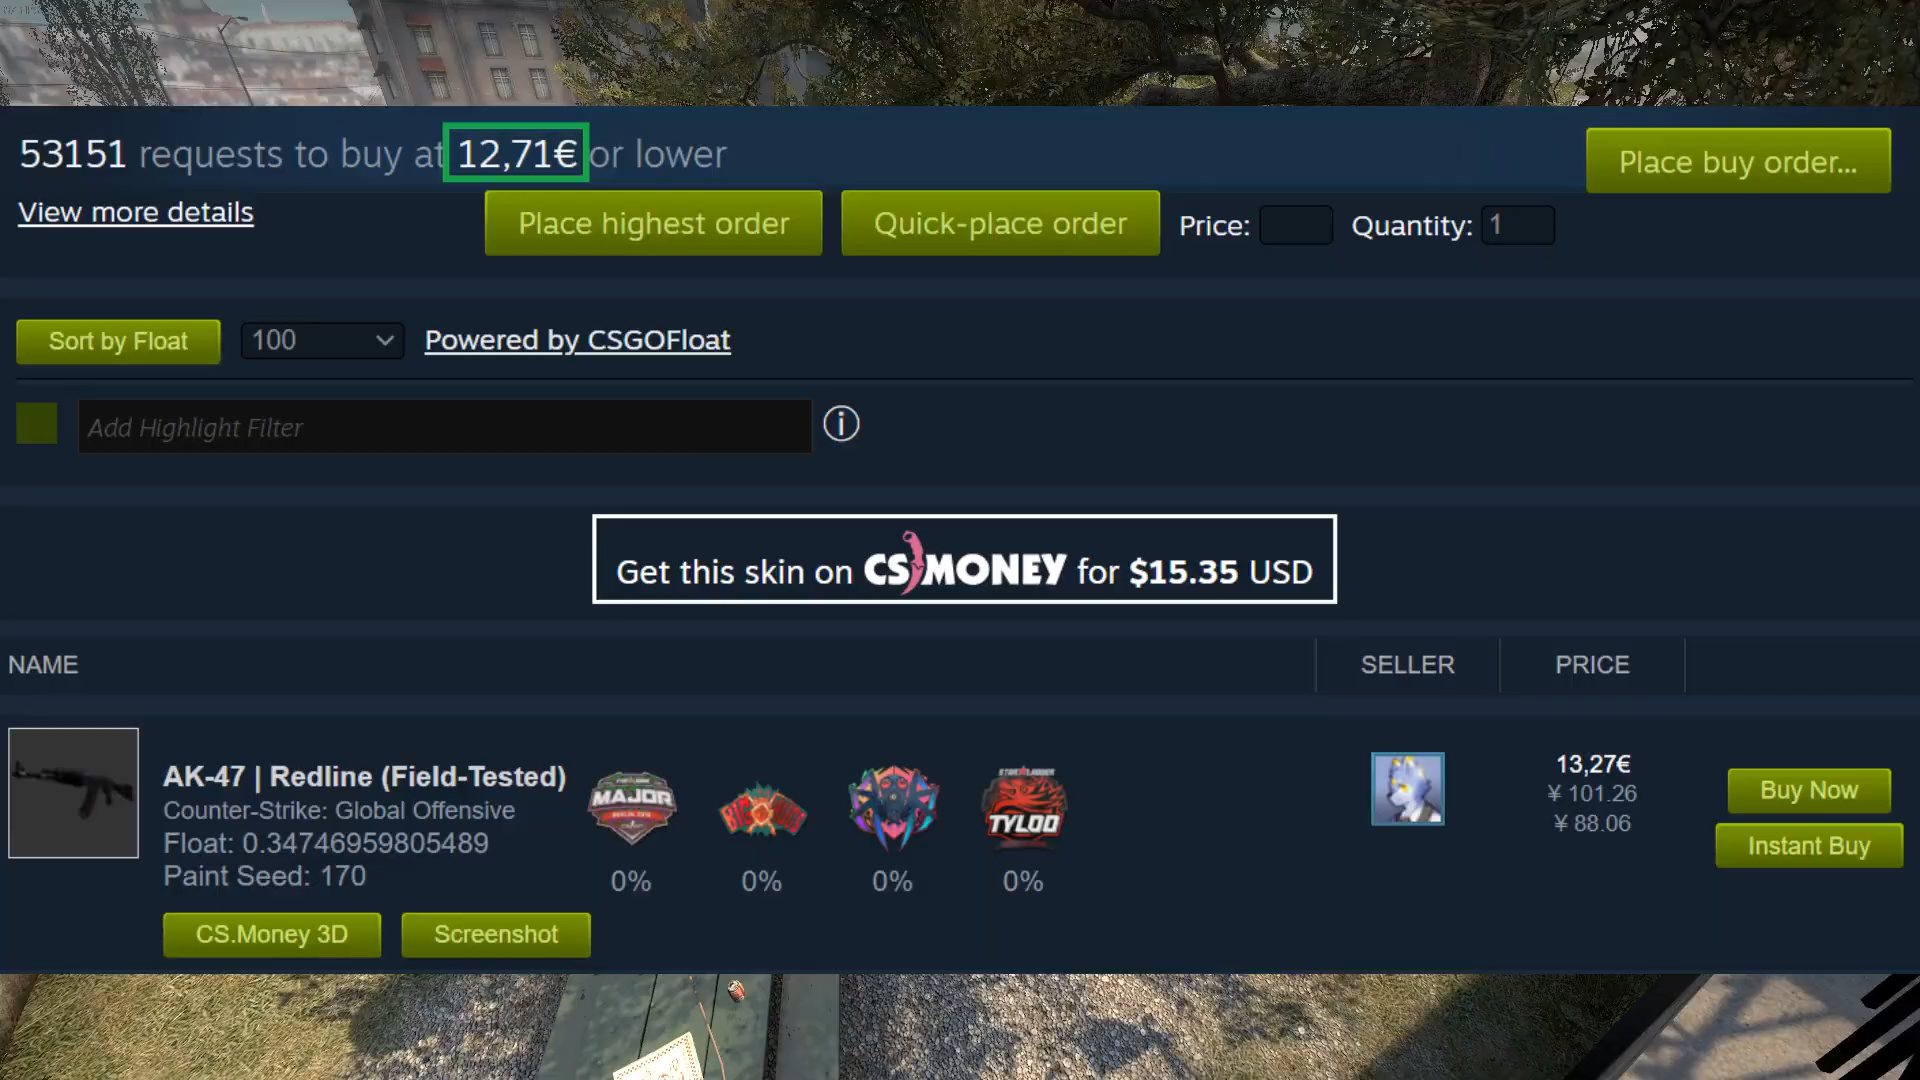 53151 requests to buy at 12,71€ or lower
Place buy order...
View more details
Place highest order
Quick-place order
Price:
Quantity: 1
Sort by Float
100
Powered by CSGOFloat
Add Highlight Filter
Get this skin on CS MONEY for $15.35 USD
NAME
SELLER
PRICE
AK-47 | Redline (Field-Tested)
Counter-Strike: Global Offensive
Float: 0.34746959805489
Paint Seed: 170
MAJOR
TYLOO
0%
0%
0%
0%
13,27€
¥ 101.26
¥ 88.06
Buy Now
Instant Buy
CS.Money 3D
Screenshot